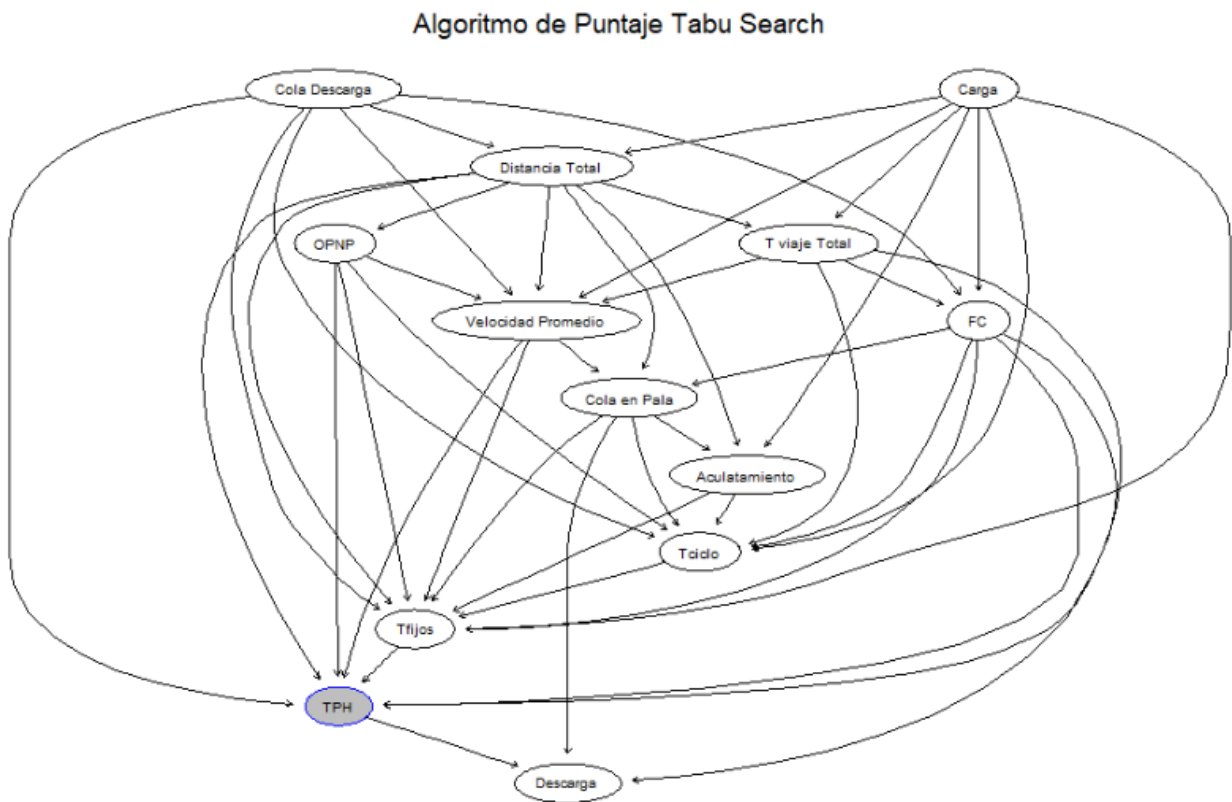 Algoritmo de Puntaje Tabu Search
Cola Descarga
Carga
Distancia Total
OPNP
T viaje Total
Velocidad Promedio
FC
Cola en Pala
Aculatamiento
Tciclo
Tfijos
TPH
Descarga